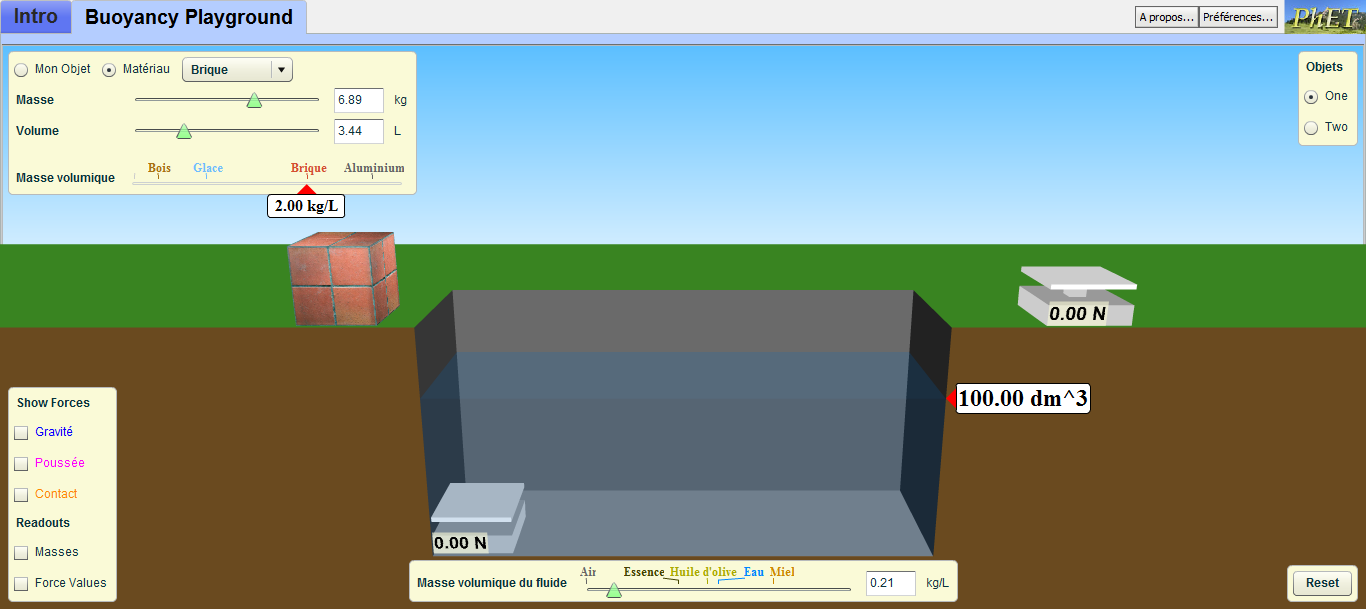 Intro
Buoyancy Playground
A propos...
Préférences...
PhET
Mon Objet
Matériau
Brique
Masse
6.89
kg
Volume
3.44
L
Bois
Glace
Brique
Aluminium
Masse volumique
2.00 kg/L
Objets
One
Two
0.00 N
100.00 dm^3
Show Forces
Gravité
Poussée
Contact
Readouts
Masses
Force Values
0.00 N
Air
Essence
Huile d'olive
Eau
Miel
Masse volumique du fluide
0.21
kg/L
Reset